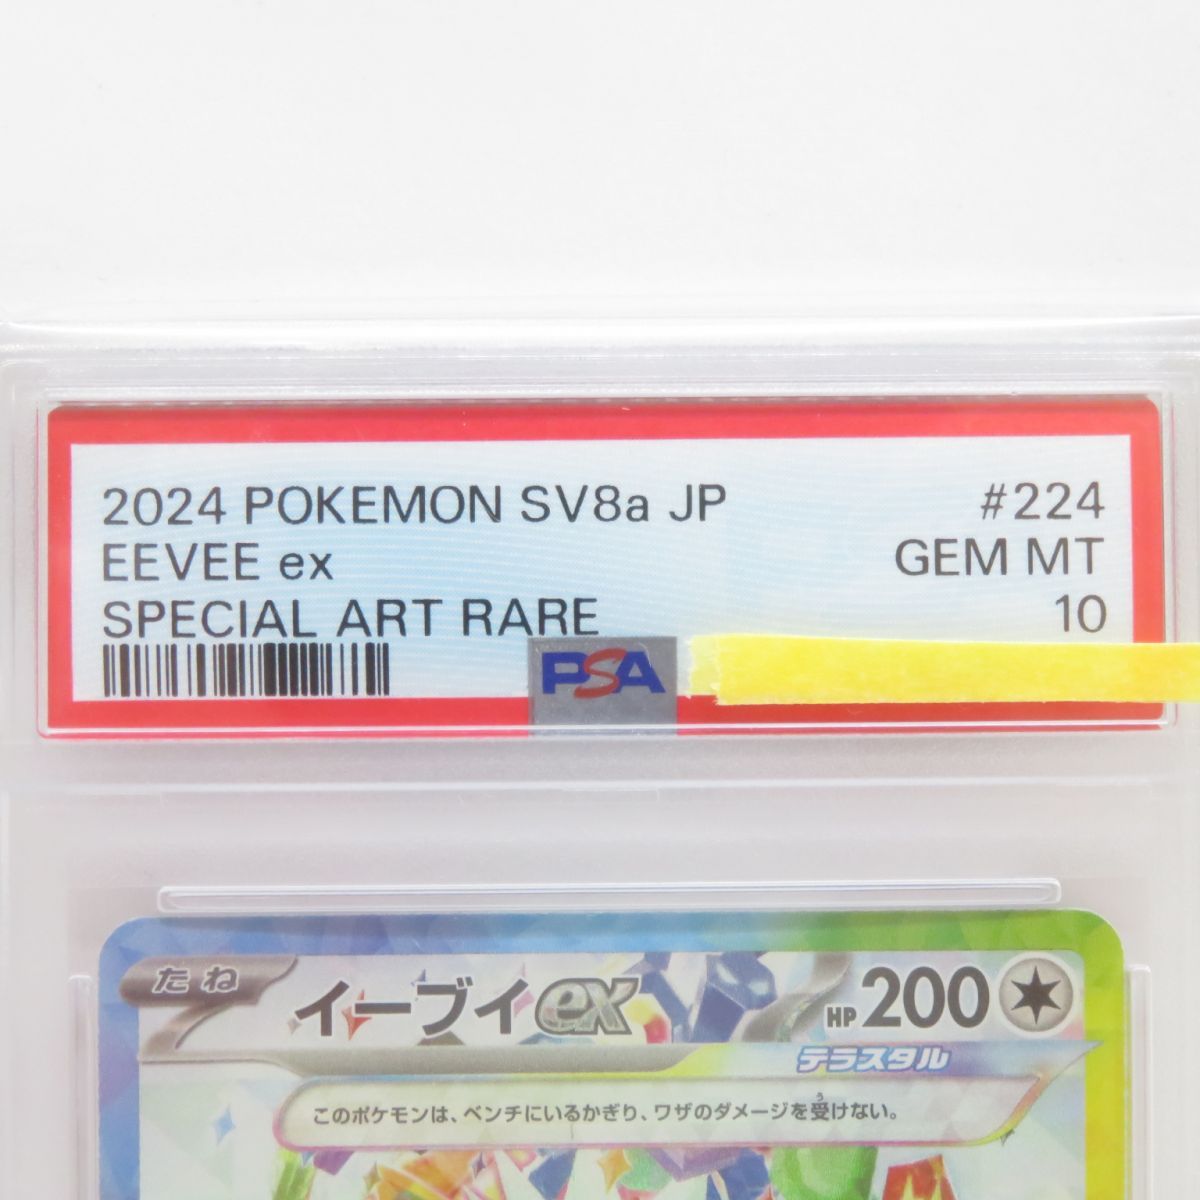 2024 POKEMON SV8a JP #224
EEVEE ex GEM MT
SPECIAL ART RARE 10
PSA
たね イーブイex HP 200
テラスタル
このポケモンは、ベンチにいるかぎり、ワザのダメージを受けない。